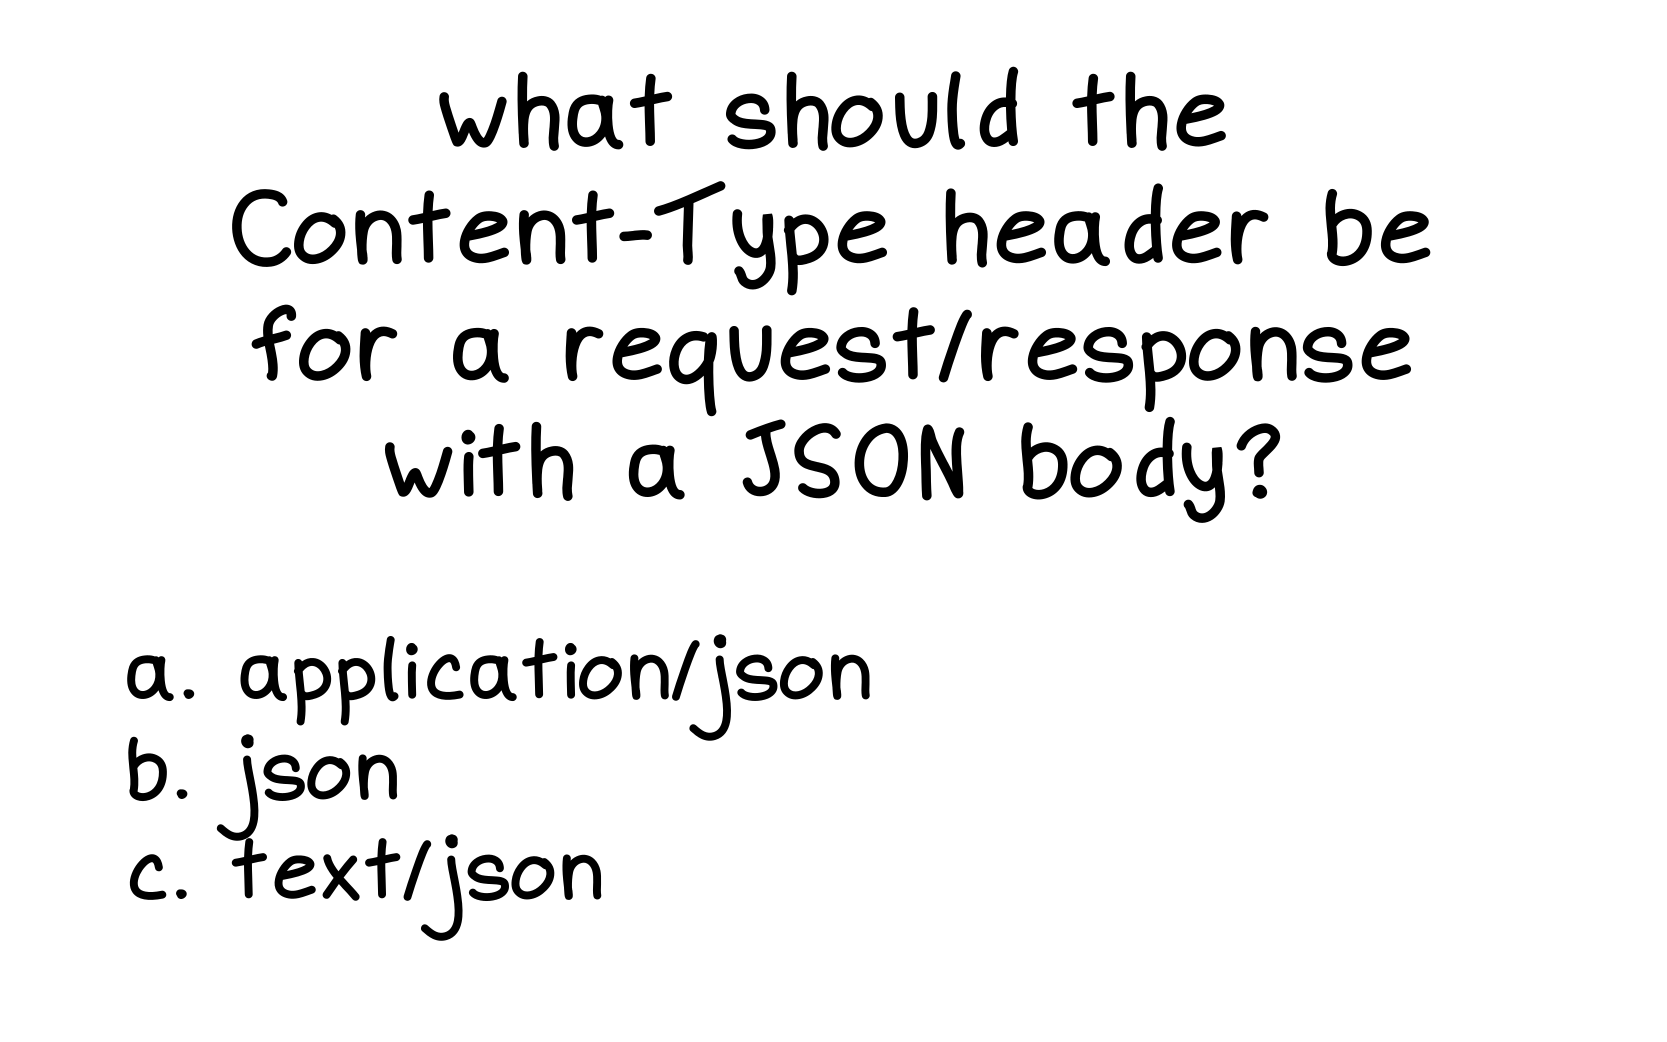 what should the
Content-Type header be
for a request/response
with a JSON body?
a. application/json
b. json
c. text/json